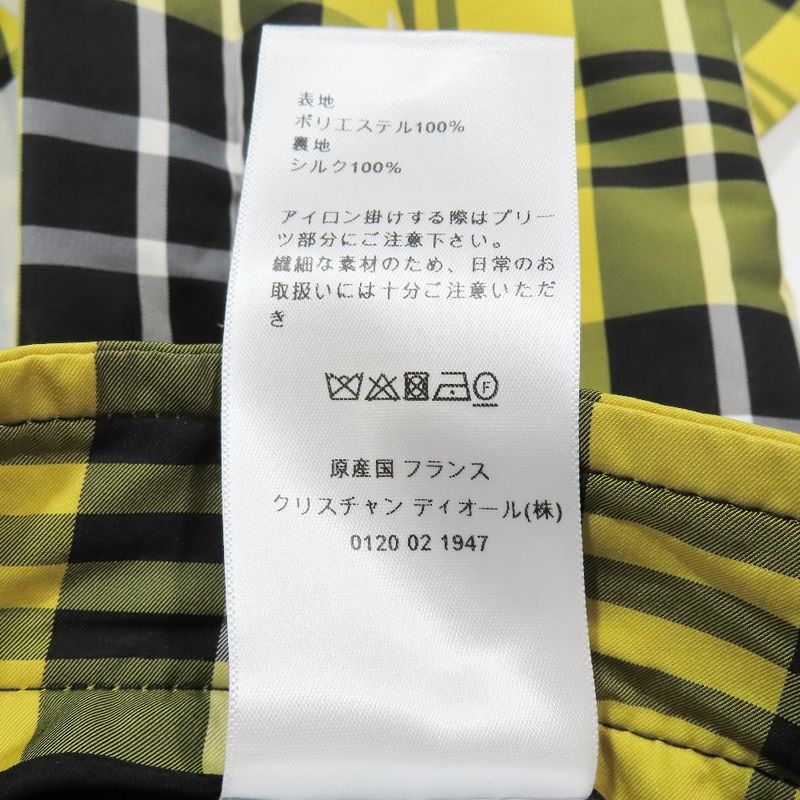 表地
ポリエステル100%
裏地
シルク100%
アイロン掛けする際はプリー
ツ部分にご注意下さい。
繊細な素材のため、日常のお
取扱いには十分ご注意いただ
き
F
原産国 フランス
クリスチャン ディオール(株)
0120 02 1947